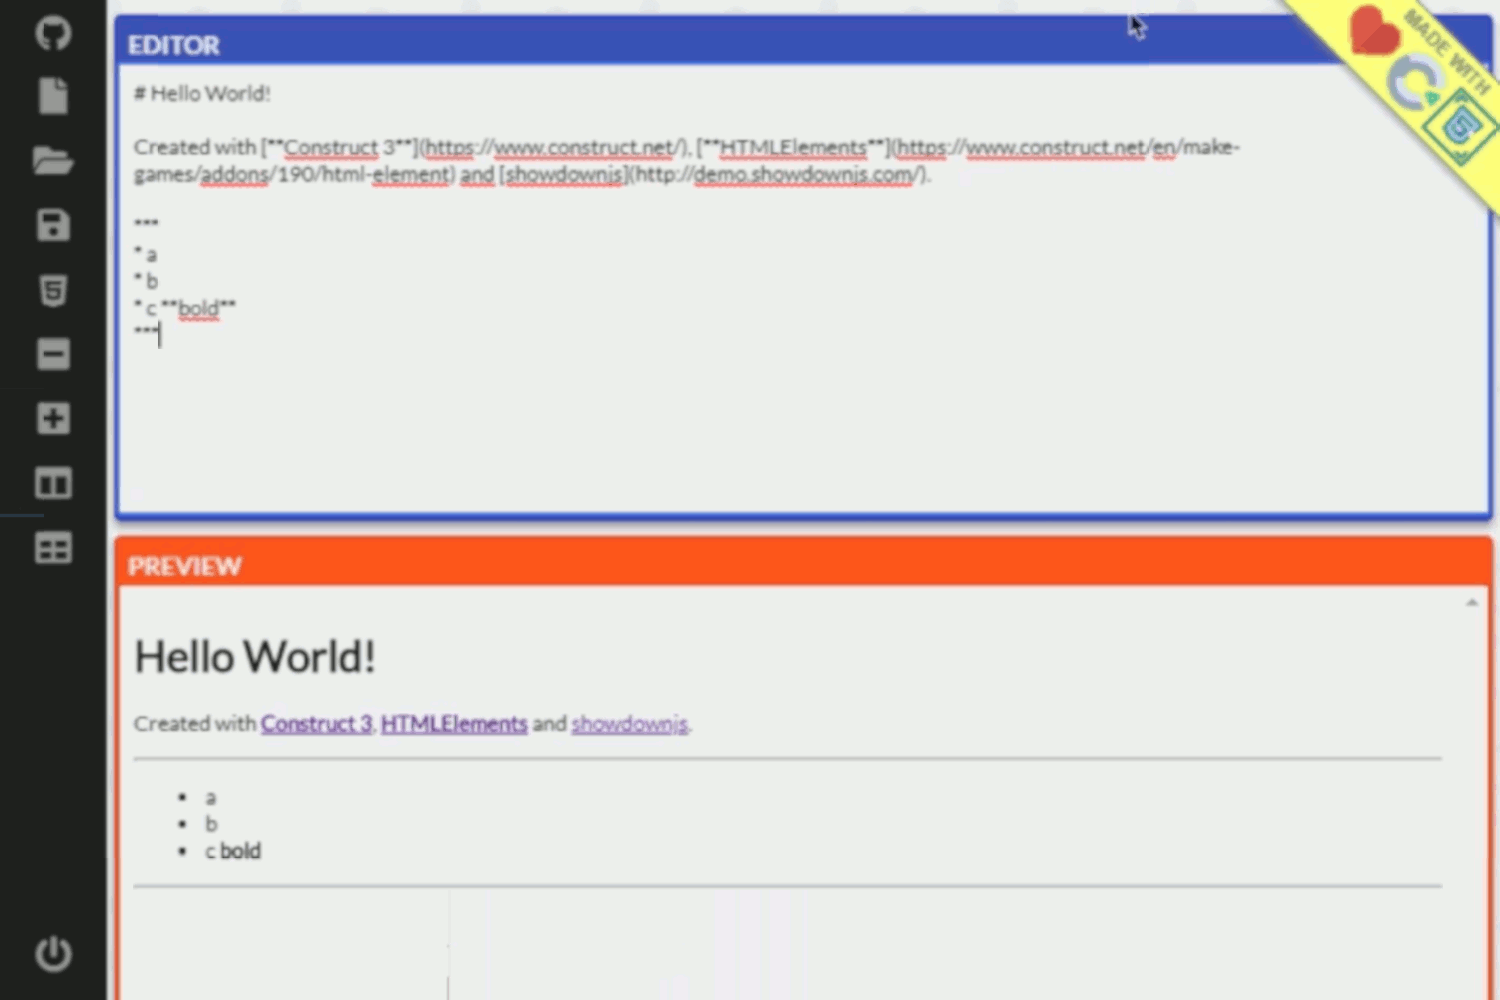 EDITOR
# Hello World!
Created with [**Construct 3**](https://www.construct.net/), [**HTMLElements**](https://www.construct.net/en/make-
games/addons/190/html-element) and [showdownjs](http://demo.showdownjs.com/).
***
* a
* b
* c **bold**
***
PREVIEW
Hello World!
Created with Construct 3, HTMLElements and showdownjs.
a
b
c bold
MADE WITH